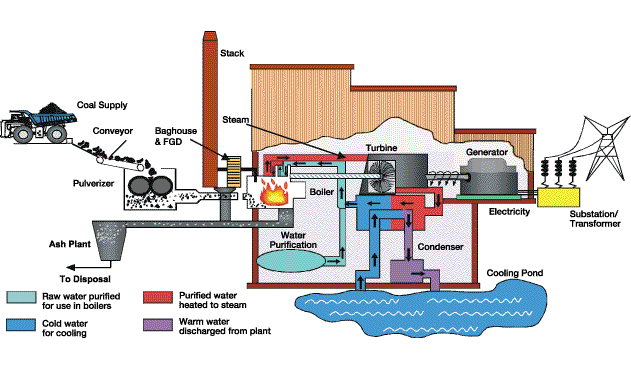 Stack
Coal Supply
Conveyor
Baghouse
& FGD
Steam
Turbine
Generator
Pulverizer
Boiler
Electricity
Substation/
Transformer
Ash Plant
Water
Purification
Condenser
To Disposal
Cooling Pond
Raw water purified
for use in boilers
Purified water
heated to steam
Cold water
for cooling
Warm water
discharged from plant